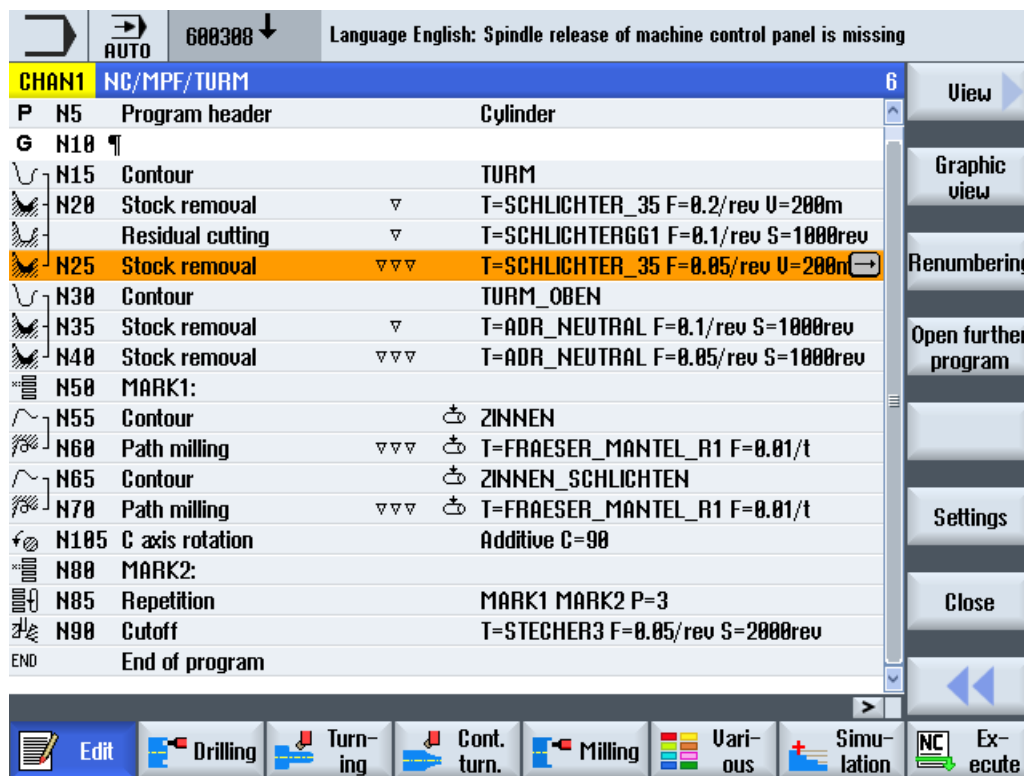 AUTO 600308 Language English: Spindle release of machine control panel is missing
CHAN1 NC/MPF/TURM 6
P N5 Program header Cylinder
G N10 ¶
N15 Contour TURM
N20 Stock removal ▽ T=SCHLICHTER_35 F=0.2/rev V=200m
Residual cutting ▽ T=SCHLICHTERGG1 F=0.1/rev S=1000rev
N25 Stock removal ▽▽▽ T=SCHLICHTER_35 F=0.05/rev V=200m
N30 Contour TURM_OBEN
N35 Stock removal ▽ T=ADR_NEUTRAL F=0.1/rev S=1000rev
N40 Stock removal ▽▽▽ T=ADR_NEUTRAL F=0.05/rev S=1000rev
N50 MARK1:
N55 Contour ZINNEN
N60 Path milling ▽▽▽ T=FRAESER_MANTEL_R1 F=0.01/t
N65 Contour ZINNEN_SCHLICHTEN
N70 Path milling ▽▽▽ T=FRAESER_MANTEL_R1 F=0.01/t
N105 C axis rotation Additive C=90
N80 MARK2:
N85 Repetition MARK1 MARK2 P=3
N90 Cutoff T=STECHER3 F=0.05/rev S=2000rev
END End of program
View
Graphic
view
Renumbering
Open further
program
Settings
Close
Edit
Drilling
Turn-
ing
Cont.
turn.
Milling
Vari-
ous
Simu-
lation
NC
Ex-
ecute